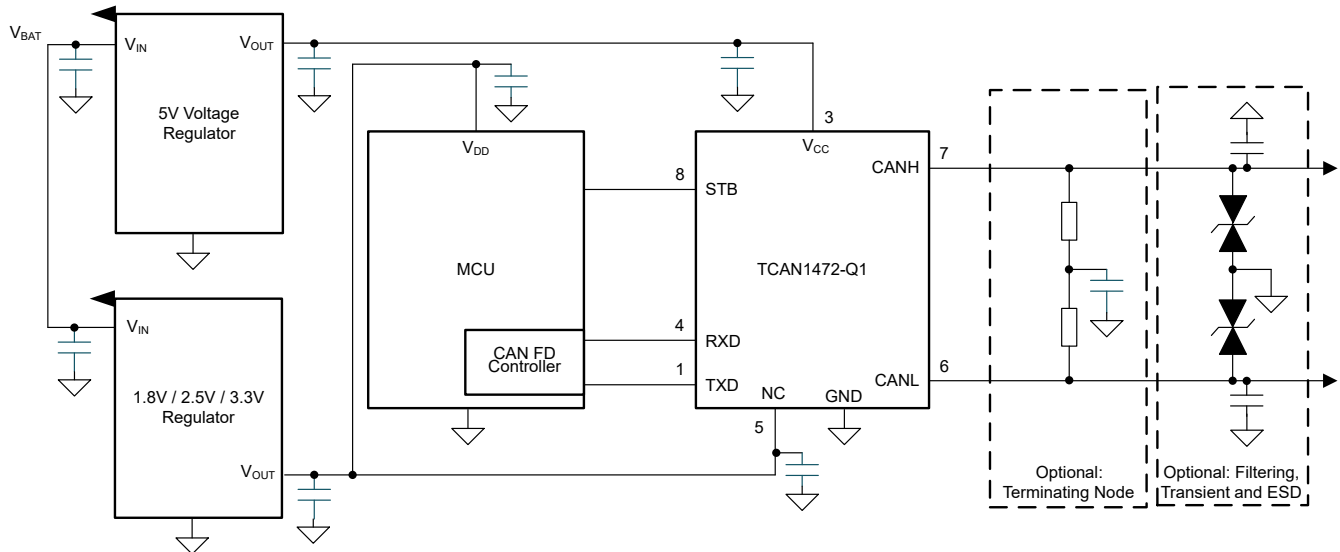 VBAT
VIN
VOUT
5V Voltage
Regulator
VDD
MCU
CAN FD
Controller
3
VCC
8
STB
7
CANH
TCAN1472-Q1
4
RXD
1
TXD
6
CANL
NC
5
GND
VIN
1.8V / 2.5V / 3.3V
Regulator
VOUT
Optional:
Terminating Node
Optional: Filtering,
Transient and ESD